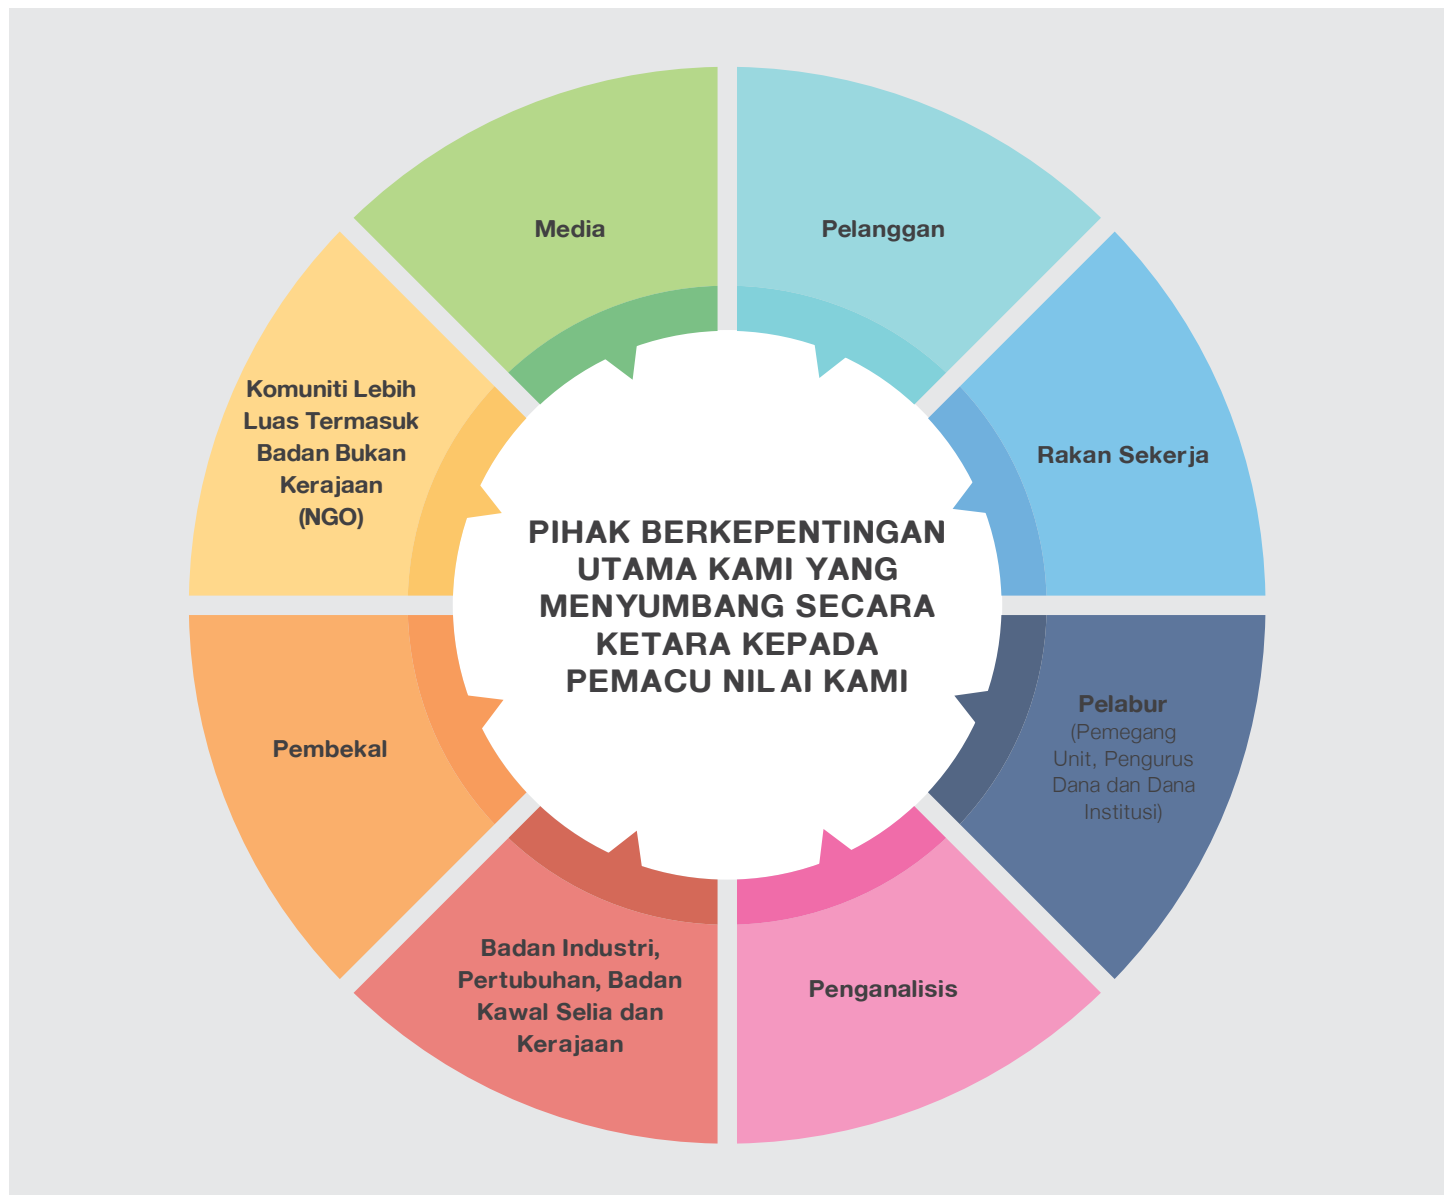 Media
Pelanggan
Rakan Sekerja
Pelabur
(Pemegang
Unit, Pengurus
Dana dan Dana
Institusi)
Penganalisis
Badan Industri,
Pertubuhan, Badan
Kawal Selia dan
Kerajaan
Pembekal
Komuniti Lebih
Luas Termasuk
Badan Bukan
Kerajaan
(NGO)
PIHAK BERKEPENTINGAN
UTAMA KAMI YANG
MENYUMBANG SECARA
KETARA KEPADA
PEMACU NILAI KAMI